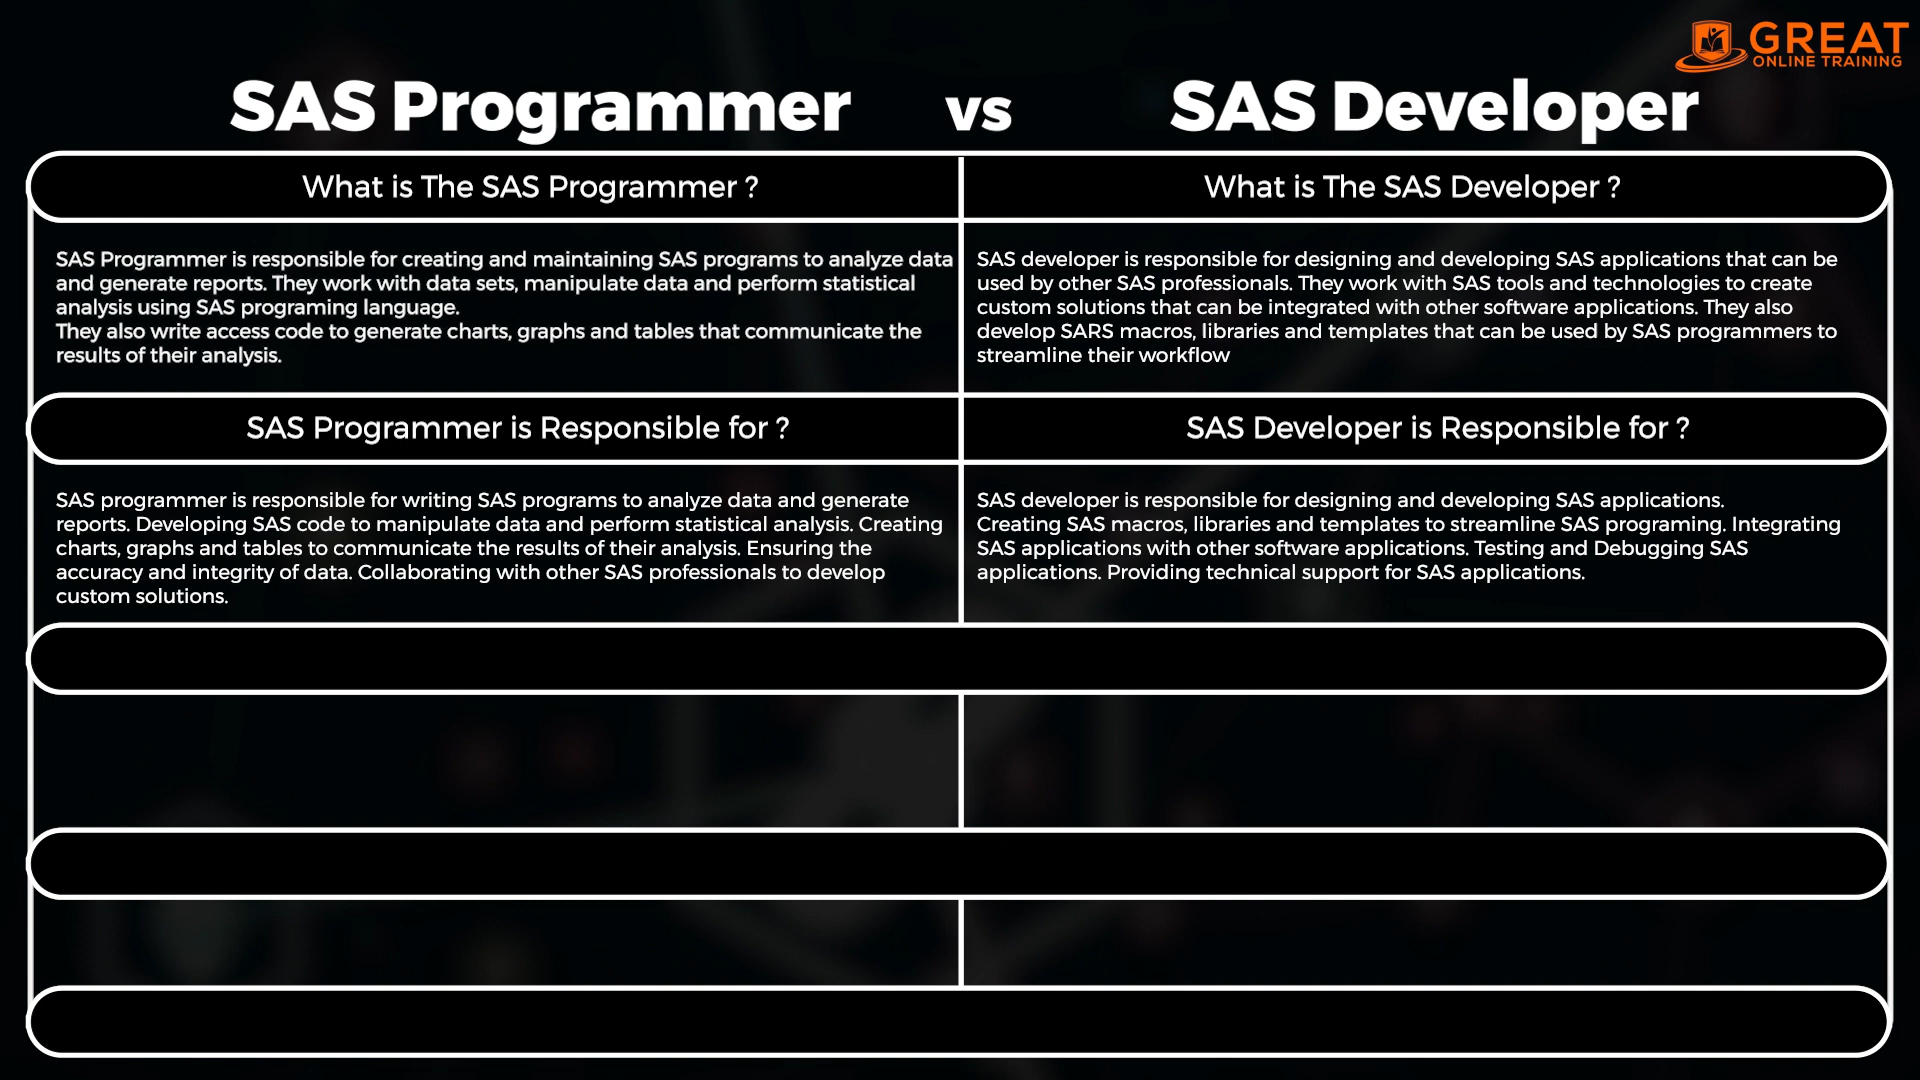 GREAT
ONLINE TRAINING
SAS Programmer vs SAS Developer
What is The SAS Programmer ?
What is The SAS Developer ?
SAS Programmer is responsible for creating and maintaining SAS programs to analyze data
and generate reports. They work with data sets, manipulate data and perform statistical
analysis using SAS programing language.
They also write access code to generate charts, graphs and tables that communicate the
results of their analysis.
SAS developer is responsible for designing and developing SAS applications that can be
used by other SAS professionals. They work with SAS tools and technologies to create
custom solutions that can be integrated with other software applications. They also
develop SARS macros, libraries and templates that can be used by SAS programmers to
streamline their workflow
SAS Programmer is Responsible for ?
SAS Developer is Responsible for ?
SAS programmer is responsible for writing SAS programs to analyze data and generate
reports. Developing SAS code to manipulate data and perform statistical analysis. Creating
charts, graphs and tables to communicate the results of their analysis. Ensuring the
accuracy and integrity of data. Collaborating with other SAS professionals to develop
custom solutions.
SAS developer is responsible for designing and developing SAS applications.
Creating SAS macros, libraries and templates to streamline SAS programing. Integrating
SAS applications with other software applications. Testing and Debugging SAS
applications. Providing technical support for SAS applications.